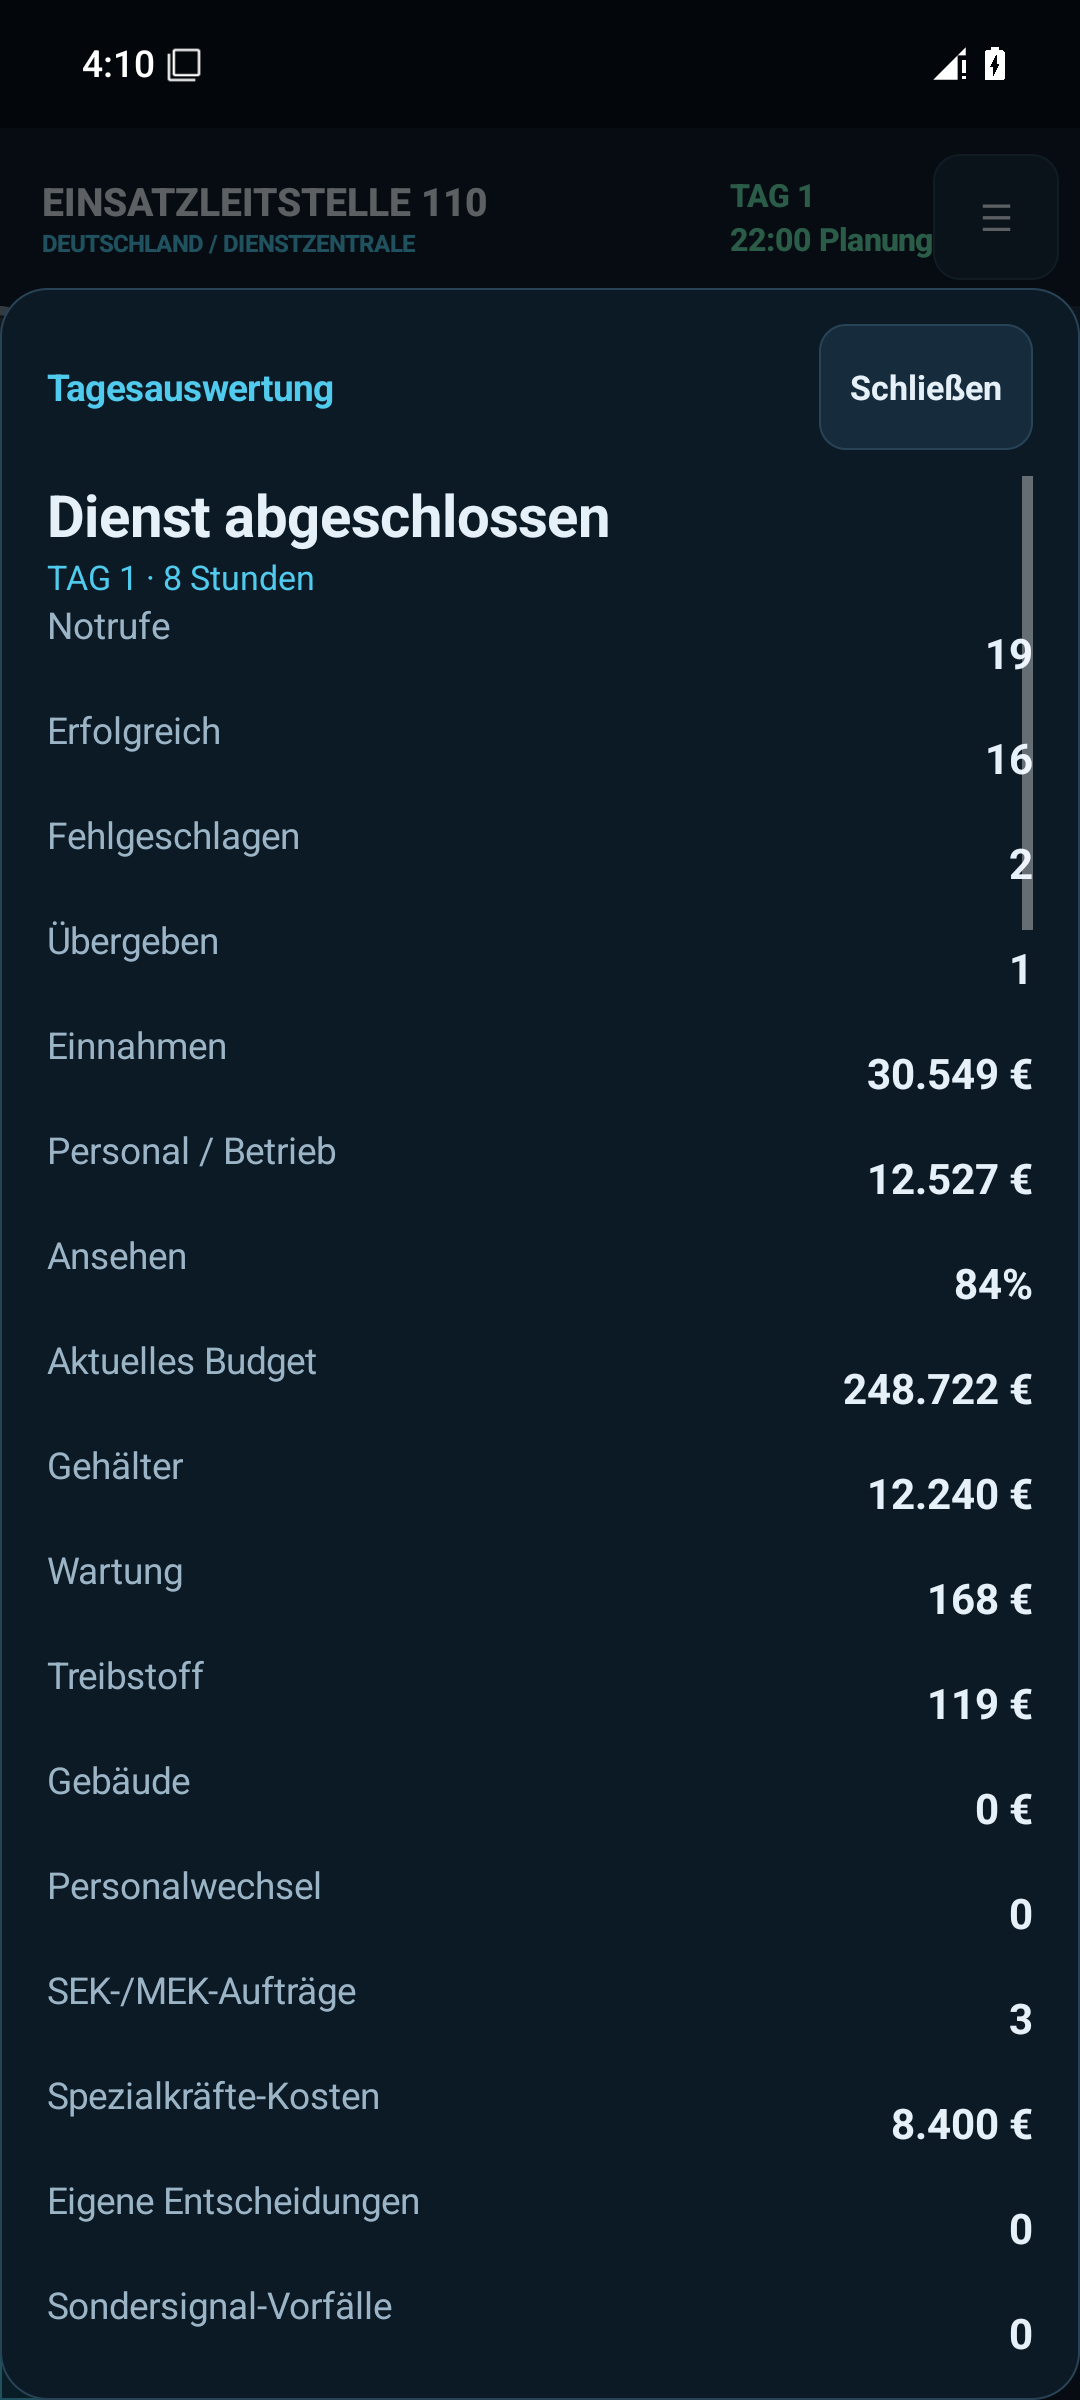 4:10
EINSATZLEITSTELLE 110
DEUTSCHLAND / DIENSTZENTRALE
TAG 1
22:00 Planung
Tagesauswertung
Schließen
Dienst abgeschlossen
TAG 1 · 8 Stunden
Notrufe
19
Erfolgreich
16
Fehlgeschlagen
2
Übergeben
1
Einnahmen
30.549 €
Personal / Betrieb
12.527 €
Ansehen
84%
Aktuelles Budget
248.722 €
Gehälter
12.240 €
Wartung
168 €
Treibstoff
119 €
Gebäude
0 €
Personalwechsel
0
SEK-/MEK-Aufträge
3
Spezialkräfte-Kosten
8.400 €
Eigene Entscheidungen
0
Sondersignal-Vorfälle
0